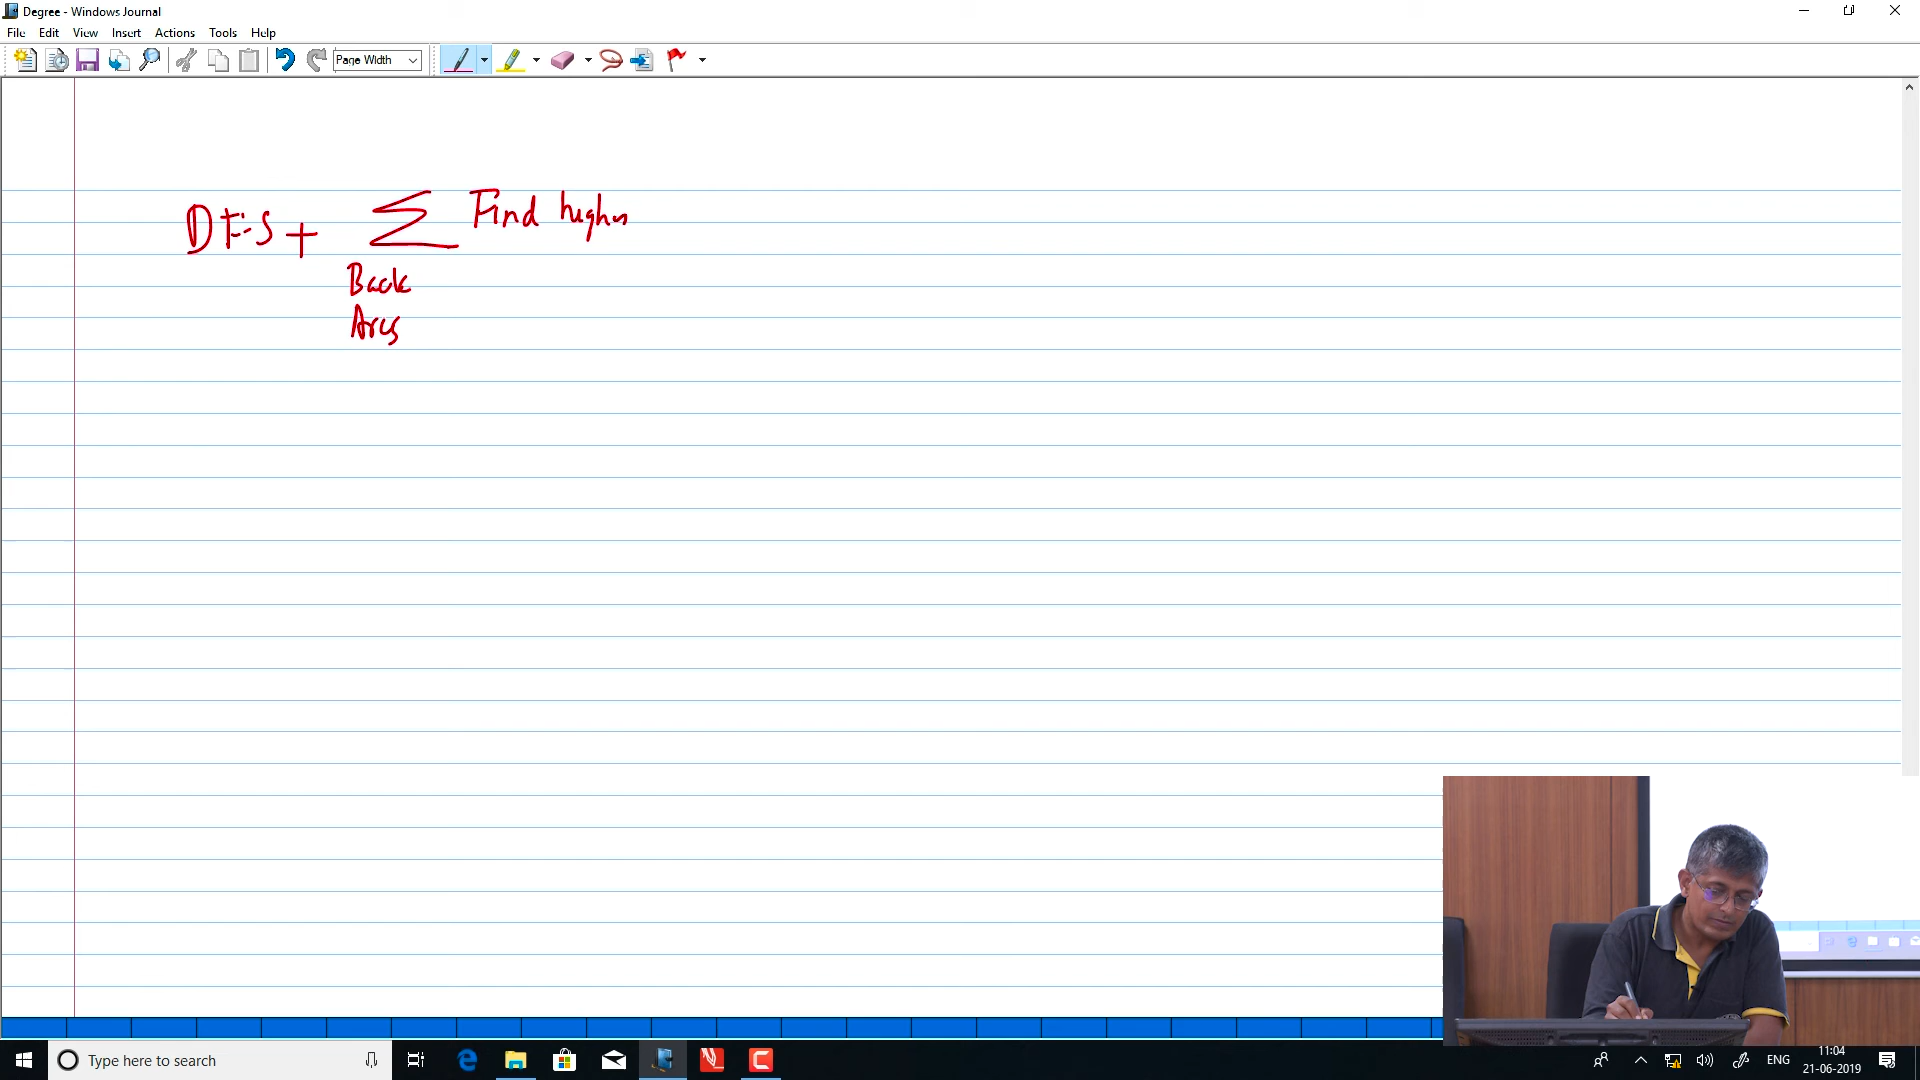 Degree - Windows Journal
File Edit View Insert Actions Tools Help
Page Width
DFS + Σ Find highes
Back
Arcs
Type here to search
ENG
11:04
21-06-2019